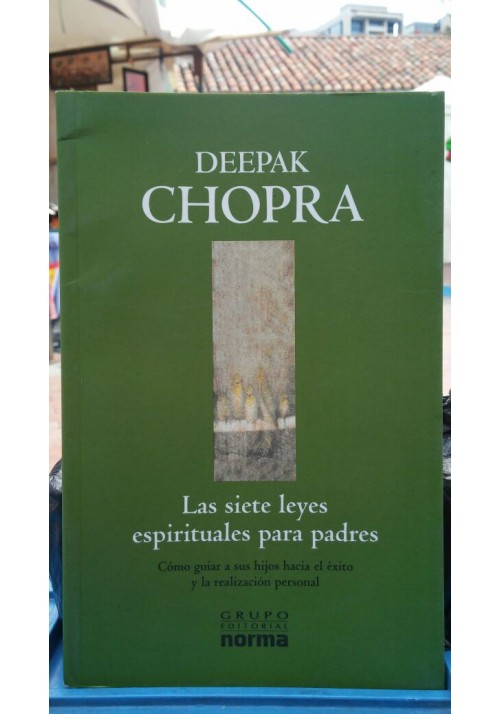 DEEPAK
CHOPRA
Las siete leyes
espirituales para padres
Cómo guiar a sus hijos hacia el éxito
y la realización personal
GRUPO
EDITORIAL
norma